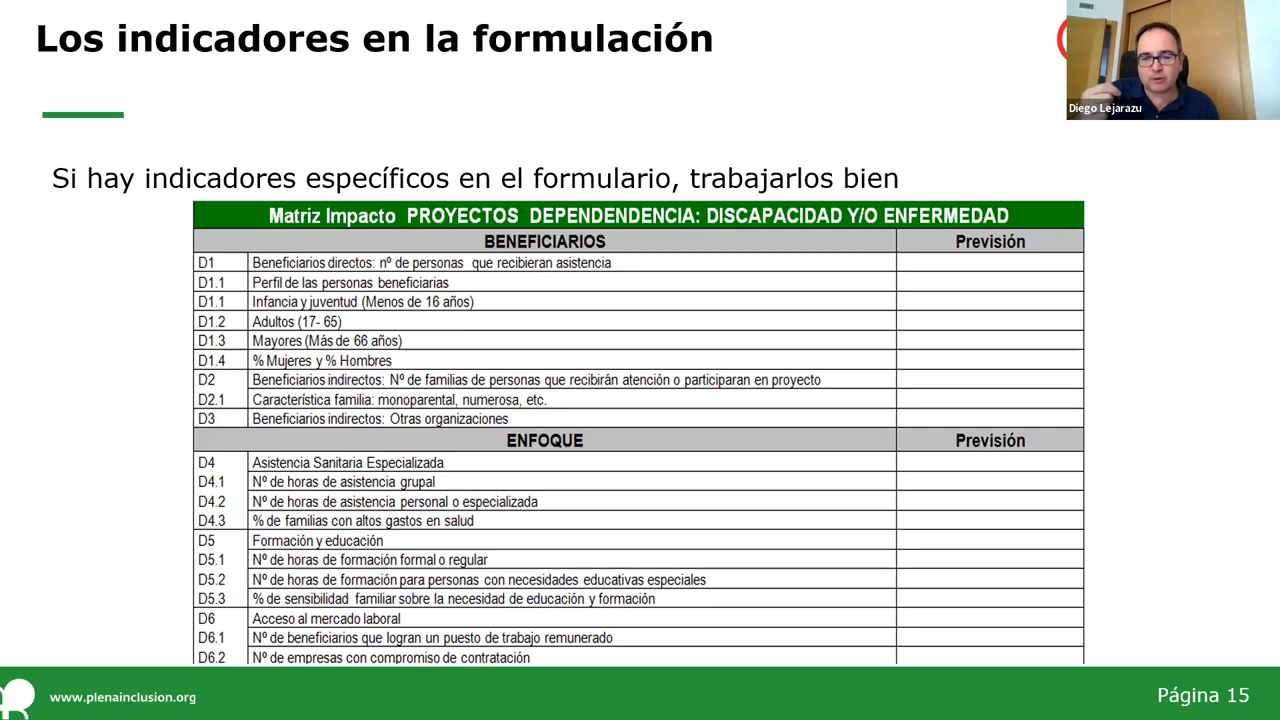 Los indicadores en la formulación
Diego Lejarazu
Si hay indicadores específicos en el formulario, trabajarlos bien
Matriz Impacto PROYECTOS DEPENDENDENCIA: DISCAPACIDAD Y/O ENFERMEDAD
BENEFICIARIOS Previsión
D1 Beneficiarios directos: nº de personas que recibieran asistencia
D1.1 Perfil de las personas beneficiarias
D1.1 Infancia y juventud (Menos de 16 años)
D1.2 Adultos (17- 65)
D1.3 Mayores (Más de 66 años)
D1.4 % Mujeres y % Hombres
D2 Beneficiarios indirectos: Nº de familias de personas que recibirán atención o participaran en proyecto
D2.1 Característica familia: monoparental, numerosa, etc.
D3 Beneficiarios indirectos: Otras organizaciones
ENFOQUE Previsión
D4 Asistencia Sanitaria Especializada
D4.1 Nº de horas de asistencia grupal
D4.2 Nº de horas de asistencia personal o especializada
D4.3 % de familias con altos gastos en salud
D5 Formación y educación
D5.1 Nº de horas de formación formal o regular
D5.2 Nº de horas de formación para personas con necesidades educativas especiales
D5.3 % de sensibilidad familiar sobre la necesidad de educación y formación
D6 Acceso al mercado laboral
D6.1 Nº de beneficiarios que logran un puesto de trabajo remunerado
D6.2 Nº de empresas con compromiso de contratación
www.plenainclusion.org
Página 15